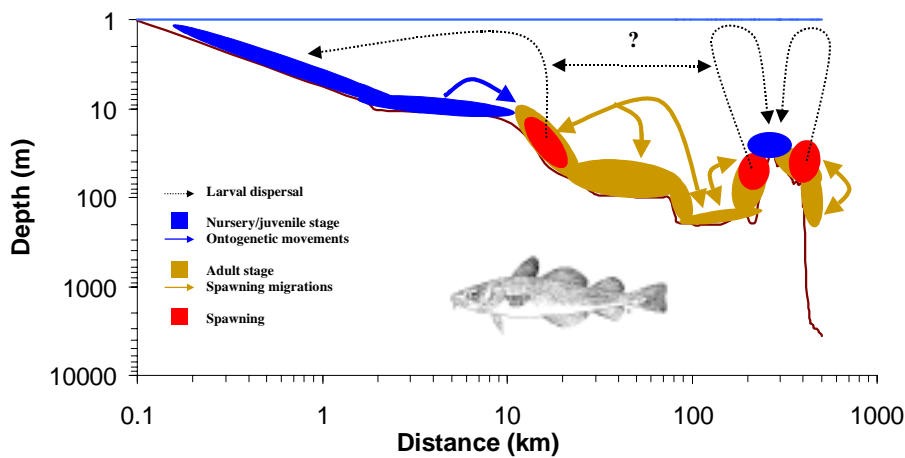 ?
1
10
100
1000
10000
Depth (m)
Larval dispersal
Nursery/juvenile stage
Ontogenetic movements
Adult stage
Spawning migrations
Spawning
0.1 1 10 100 1000
Distance (km)